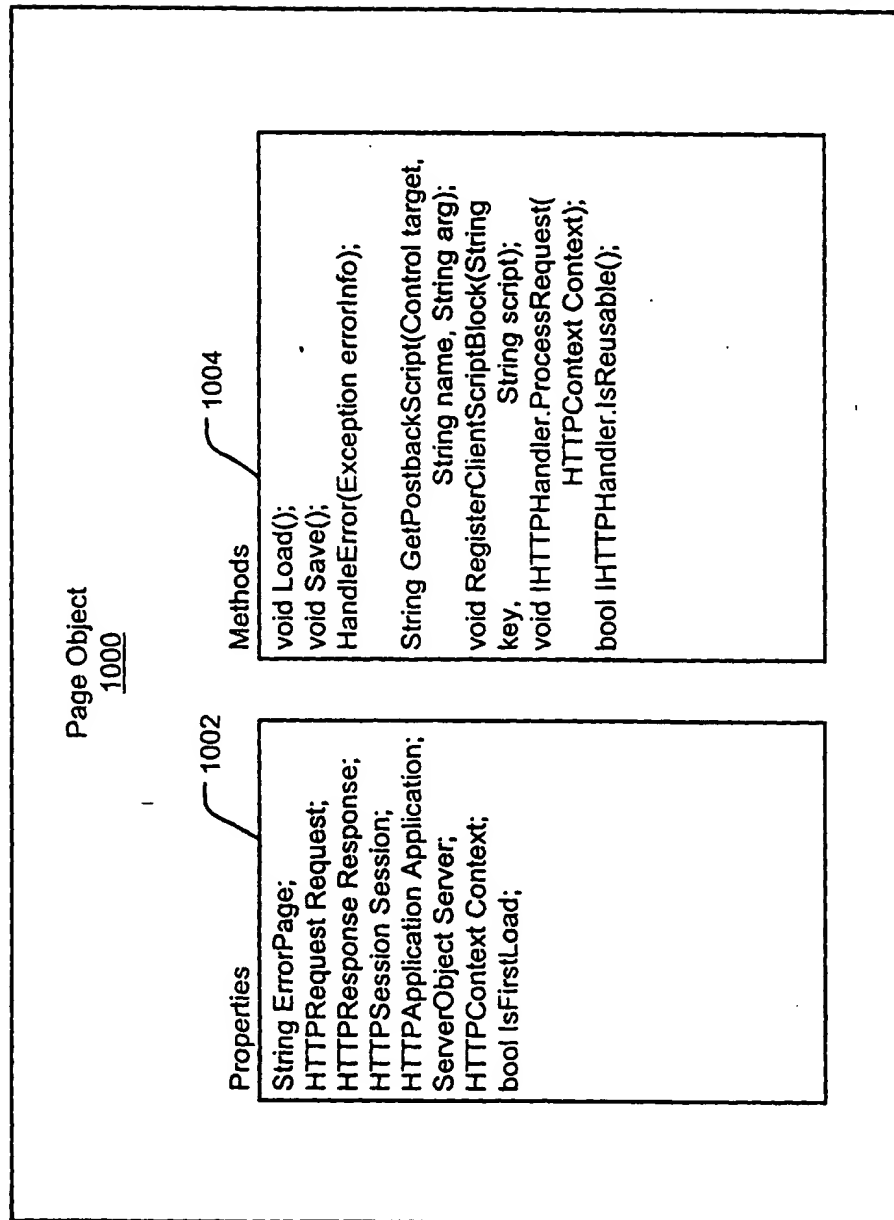 Page Object
1000
Properties
1002
String ErrorPage;
HTTPRequest Request;
HTTPResponse Response;
HTTPSession Session;
HTTPApplication Application;
ServerObject Server;
HTTPContext Context;
bool IsFirstLoad;
Methods
1004
void Load();
void Save();
HandleError(Exception errorInfo);
String GetPostbackScript(Control target,
String name, String arg);
void RegisterClientScriptBlock(String
key,
String script);
void IHTTPHandler.ProcessRequest(
HTTPContext Context);
bool IHTTPHandler.IsReusable();